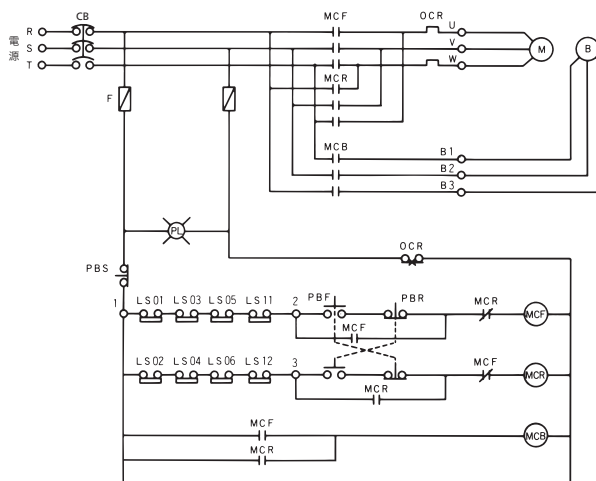 CB
MCF
OCR
U
R
S
T
電源
V
W
M
B
MCR
F
MCB
B1
B2
B3
PL
OCR
PBS
1
LS01 LS03 LS05 LS11 2 PBF PBR MCR MCF
MCF
LS02 LS04 LS06 LS12 3 MCF MCR
MCR
MCF MCB
MCR